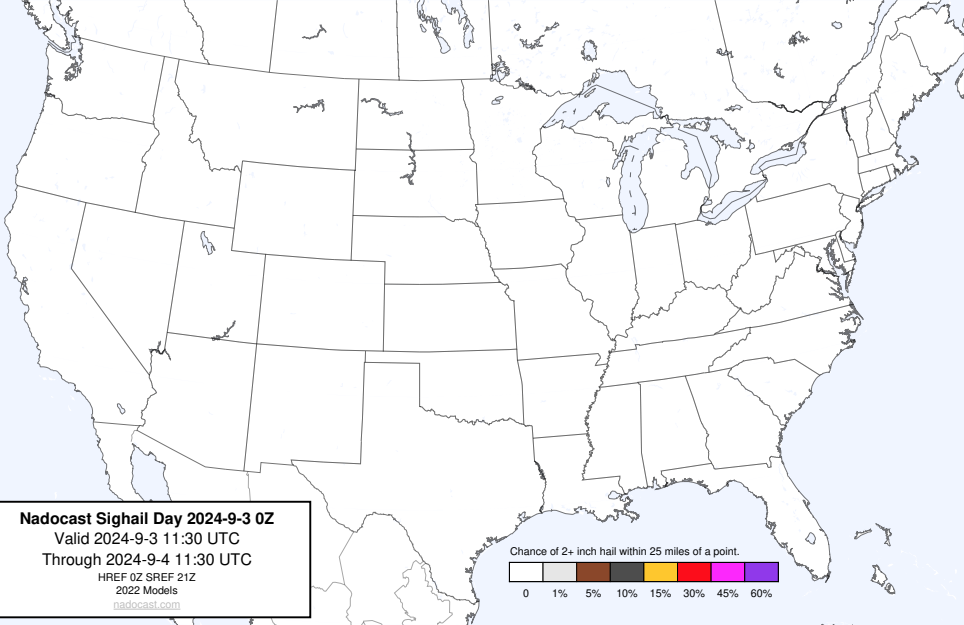 Nadocast Sighail Day 2024-9-3 0Z
Valid 2024-9-3 11:30 UTC
Through 2024-9-4 11:30 UTC
HREF 0Z SREF 21Z
2022 Models
nadocast.com
Chance of 2+ inch hail within 25 miles of a point.
0 1% 5% 10% 15% 30% 45% 60%